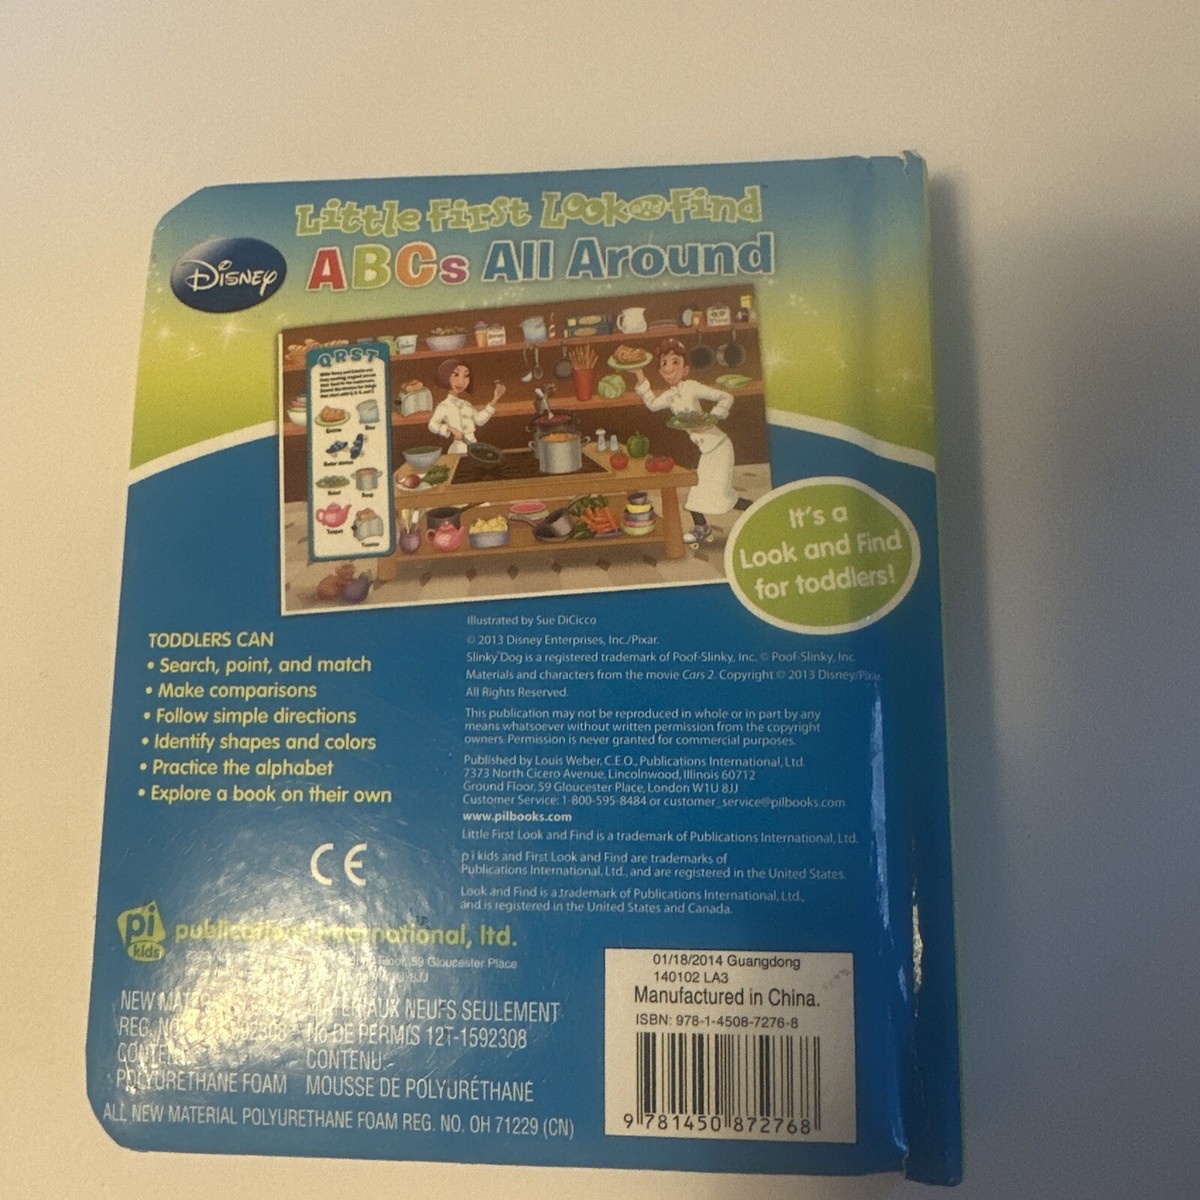 Little First Look and Find
Disney
ABCs All Around
QRST
It's a
Look and Find
for toddlers!
TODDLERS CAN
• Search, point, and match
• Make comparisons
• Follow simple directions
• Identify shapes and colors
• Practice the alphabet
• Explore a book on their own
Illustrated by Sue DiCicco
© 2013 Disney Enterprises, Inc./Pixar.
Slinky® Dog is a registered trademark of Poof-Slinky, Inc. © Poof-Slinky, Inc.
Materials and characters from the movie Cars 2. Copyright © 2013 Disney/Pixar.
All Rights Reserved.
This publication may not be reproduced in whole or in part by any
means whatsoever without written permission from the copyright
owners. Permission is never granted for commercial purposes.
Published by Louis Weber, C.E.O., Publications International, Ltd.
7373 North Cicero Avenue, Lincolnwood, Illinois 60712
Ground Floor, 59 Gloucester Place, London W1U 8JJ
Customer Service: 1-800-595-8484 or customer_service@pilbooks.com
www.pilbooks.com
Little First Look and Find is a trademark of Publications International, Ltd.
p i kids and First Look and Find are trademarks of
Publications International, Ltd., and are registered in the United States.
Look and Find is a trademark of Publications International, Ltd.,
and is registered in the United States and Canada.
CE
pi kids
publications international, ltd.
Floor, 59 Gloucester Place
8JJ
NEW MATERIAL MATÉRIAUX NEUFS SEULEMENT
REG. NO. No DE PERMIS 12T-1592308
CONTENT: CONTENU:
POLYURETHANE FOAM MOUSSE DE POLYURÉTHANE
ALL NEW MATERIAL POLYURETHANE FOAM REG. NO. OH 71229 (CN)
01/18/2014 Guangdong
140102 LA3
Manufactured in China.
ISBN: 978-1-4508-7276-8
9 781450 872768